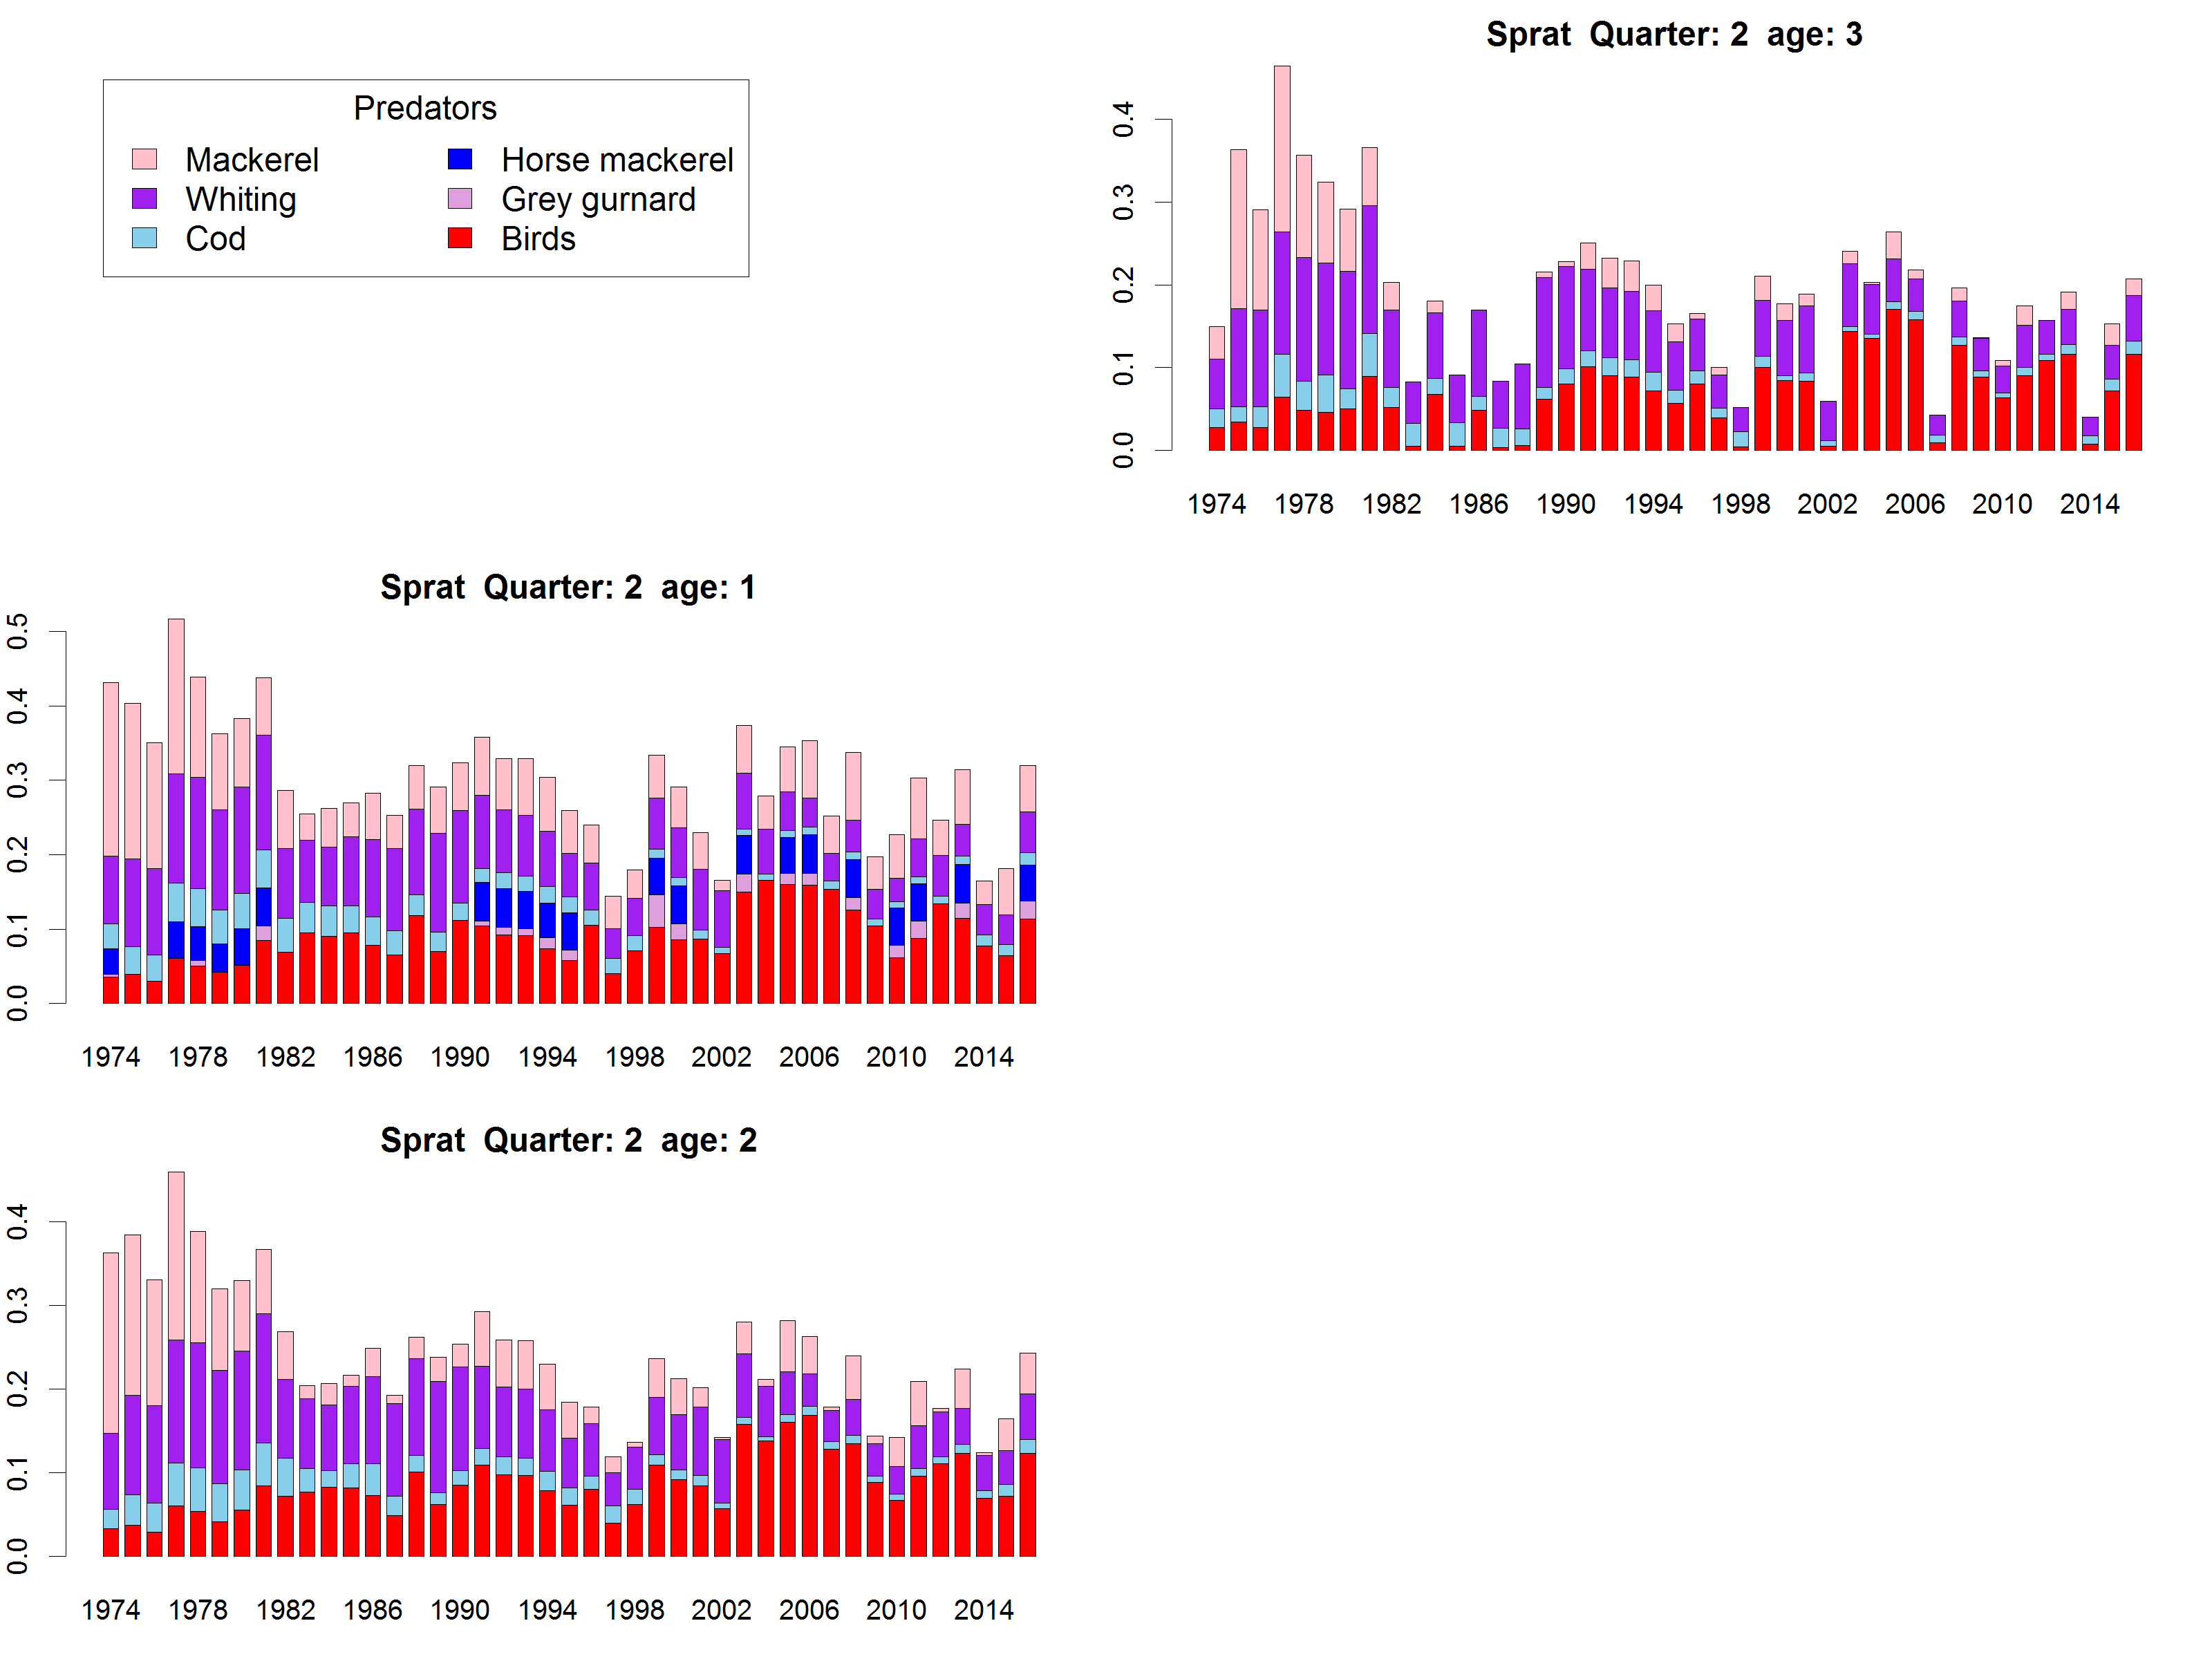 Predators
Mackerel Horse mackerel
Whiting Grey gurnard
Cod Birds
Sprat Quarter: 2 age: 3
0.4
0.3
0.2
0.1
0.0
1974 1978 1982 1986 1990 1994 1998 2002 2006 2010 2014
Sprat Quarter: 2 age: 1
0.5
0.4
0.3
0.2
0.1
0.0
1974 1978 1982 1986 1990 1994 1998 2002 2006 2010 2014
Sprat Quarter: 2 age: 2
0.4
0.3
0.2
0.1
0.0
1974 1978 1982 1986 1990 1994 1998 2002 2006 2010 2014